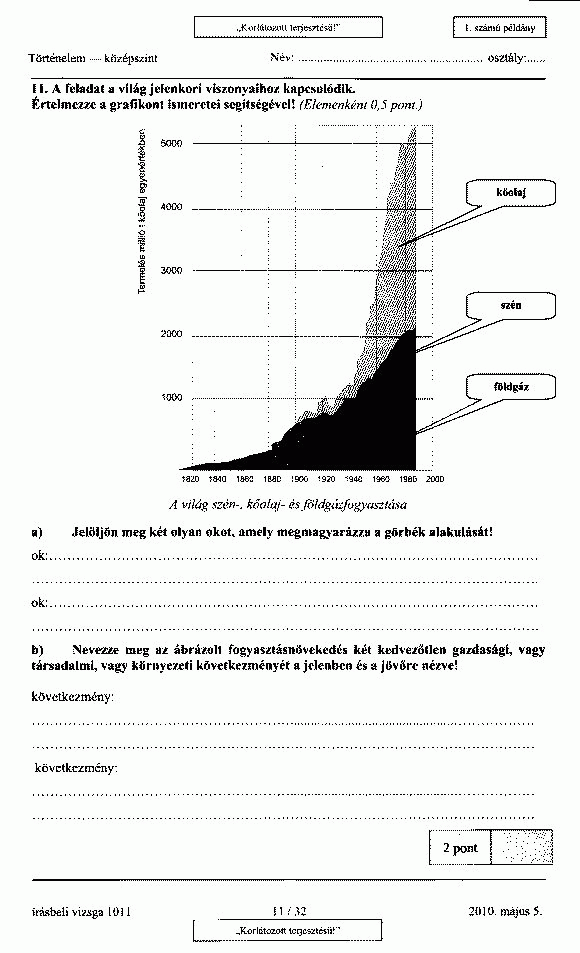 „Korlátozott terjesztésű!"
1. számú példány
Történelem — középszint
Név: ........................................................ osztály:......
11. A feladat a világ jelenkori viszonyaihoz kapcsolódik.
Értelmezze a grafikont ismeretei segítségével! (Elemenként 0,5 pont.)
Termelés millió t kőolaj egyenértékben
5000
4000
3000
2000
1000
kőolaj
szén
földgáz
1820 1840 1860 1880 1900 1920 1940 1960 1980 2000
A világ szén-, kőolaj- és földgázfogyasztása
a) Jelöljön meg két olyan okot, amely megmagyarázza a görbék alakulását!
ok:
ok:
b) Nevezze meg az ábrázolt fogyasztásnövekedés két kedvezőtlen gazdasági, vagy
társadalmi, vagy környezeti következményét a jelenben és a jövőre nézve!
következmény:
következmény:
2 pont
írásbeli vizsga 1011
11 / 32
2010. május 5.
„Korlátozott terjesztésű!"